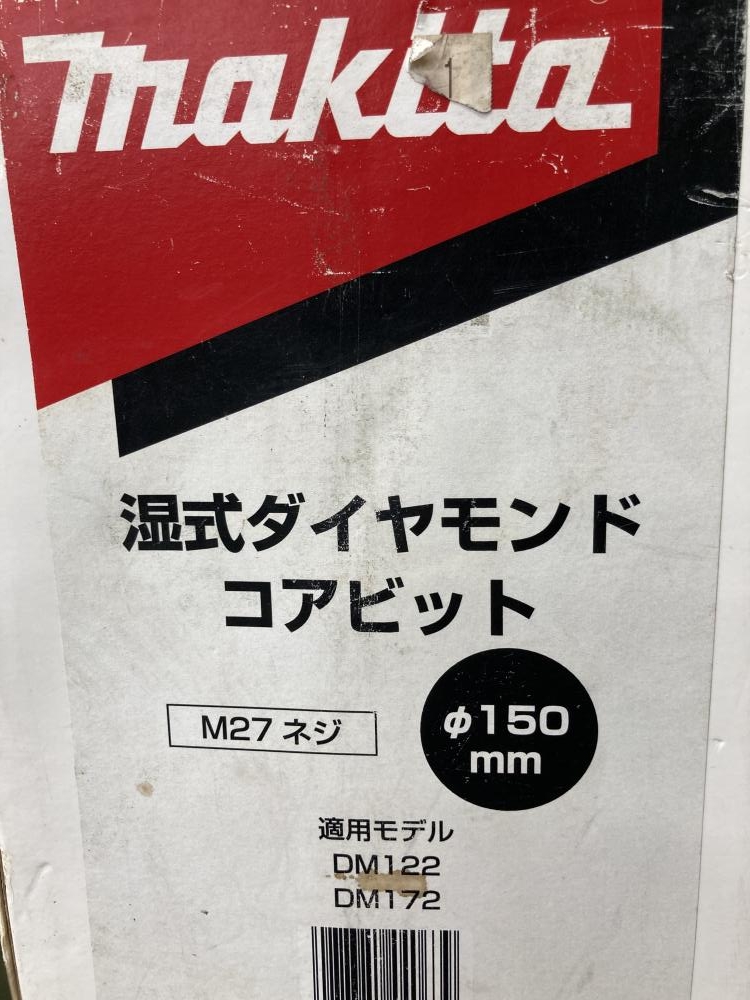 makita
1
湿式ダイヤモンド
コアビット
M27 ネジ
φ150
mm
適用モデル
DM122
DM172